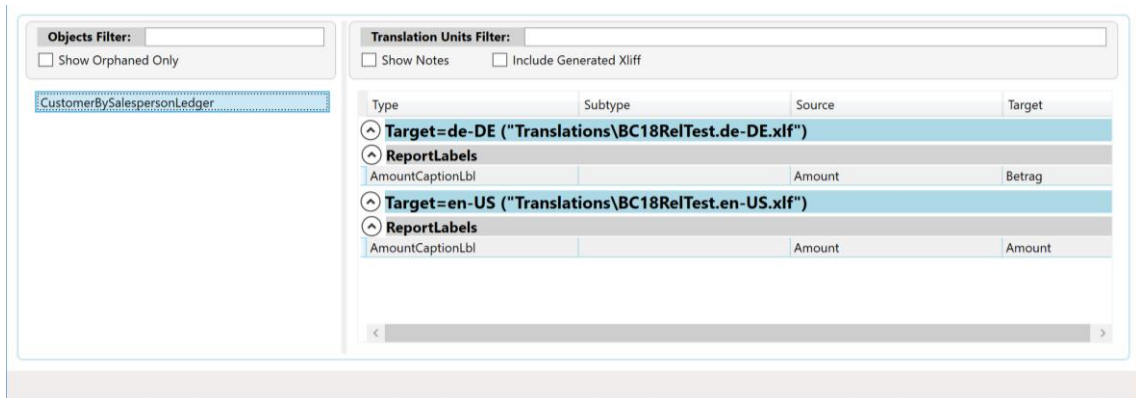 Objects Filter:
Show Orphaned Only
CustomerBySalespersonLedger
Translation Units Filter:
Show Notes Include Generated Xliff
Type Subtype Source Target
Target=de-DE ("Translations\BC18RelTest.de-DE.xlf")
ReportLabels
AmountCaptionLbl Amount Betrag
Target=en-US ("Translations\BC18RelTest.en-US.xlf")
ReportLabels
AmountCaptionLbl Amount Amount